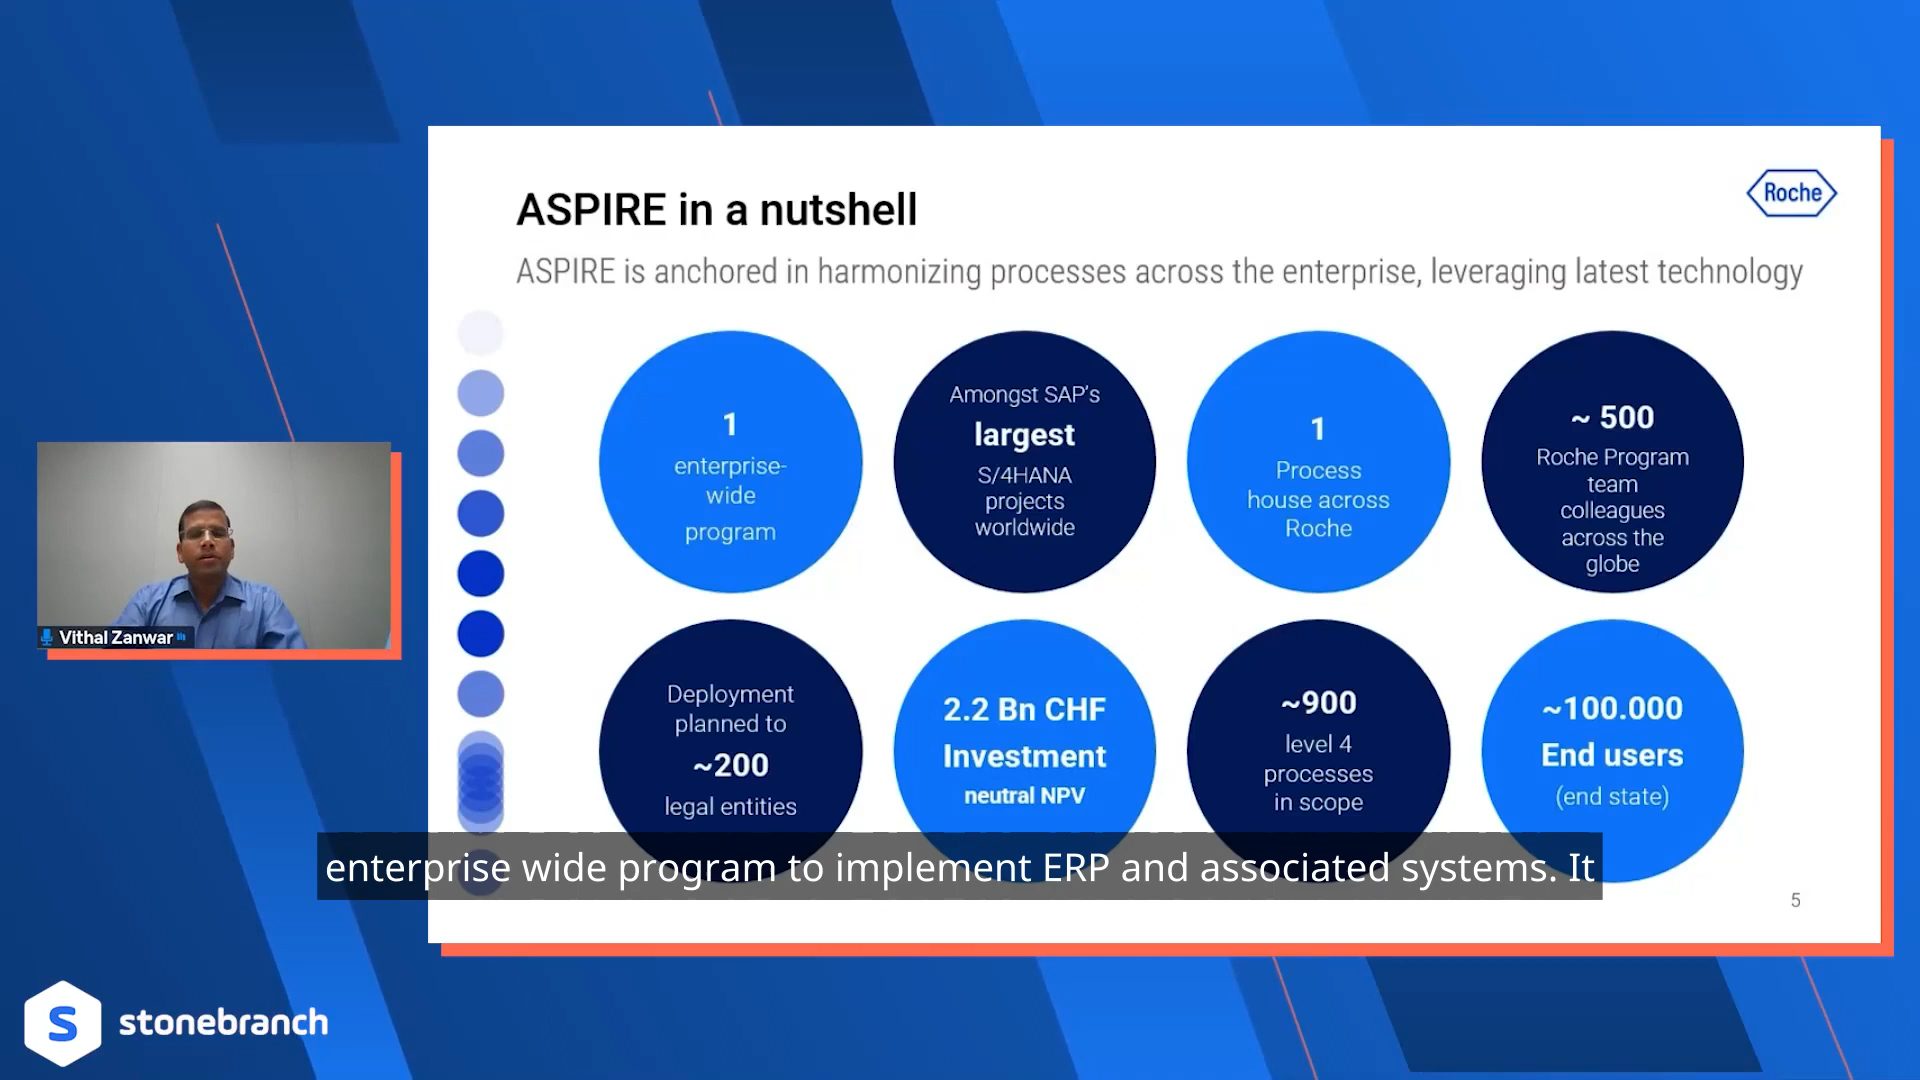 ASPIRE in a nutshell
Roche
ASPIRE is anchored in harmonizing processes across the enterprise, leveraging latest technology
1
enterprise-
wide
program
Amongst SAP's
largest
S/4HANA
projects
worldwide
1
Process
house across
Roche
~ 500
Roche Program
team
colleagues
across the
globe
Deployment
planned to
~200
legal entities
2.2 Bn CHF
Investment
neutral NPV
~900
level 4
processes
in scope
~100.000
End users
(end state)
Vithal Zanwar
enterprise wide program to implement ERP and associated systems. It
5
S
stonebranch